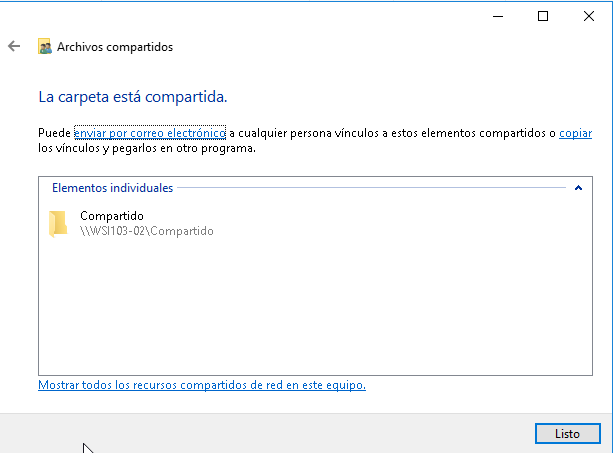 Archivos compartidos
La carpeta está compartida.
Puede enviar por correo electrónico a cualquier persona vínculos a estos elementos compartidos o copiar
los vínculos y pegarlos en otro programa.
Elementos individuales
Compartido
\\WSI103-02\Compartido
Mostrar todos los recursos compartidos de red en este equipo.
Listo